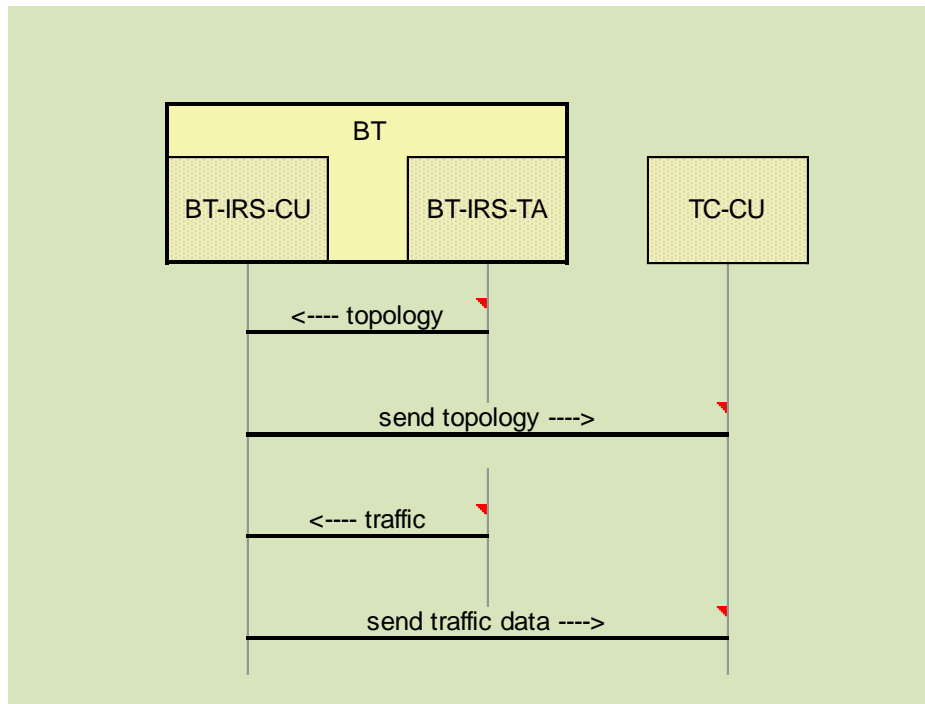 BT
BT-IRS-CU
BT-IRS-TA
TC-CU
<---- topology
send topology ---->
<---- traffic
send traffic data ---->